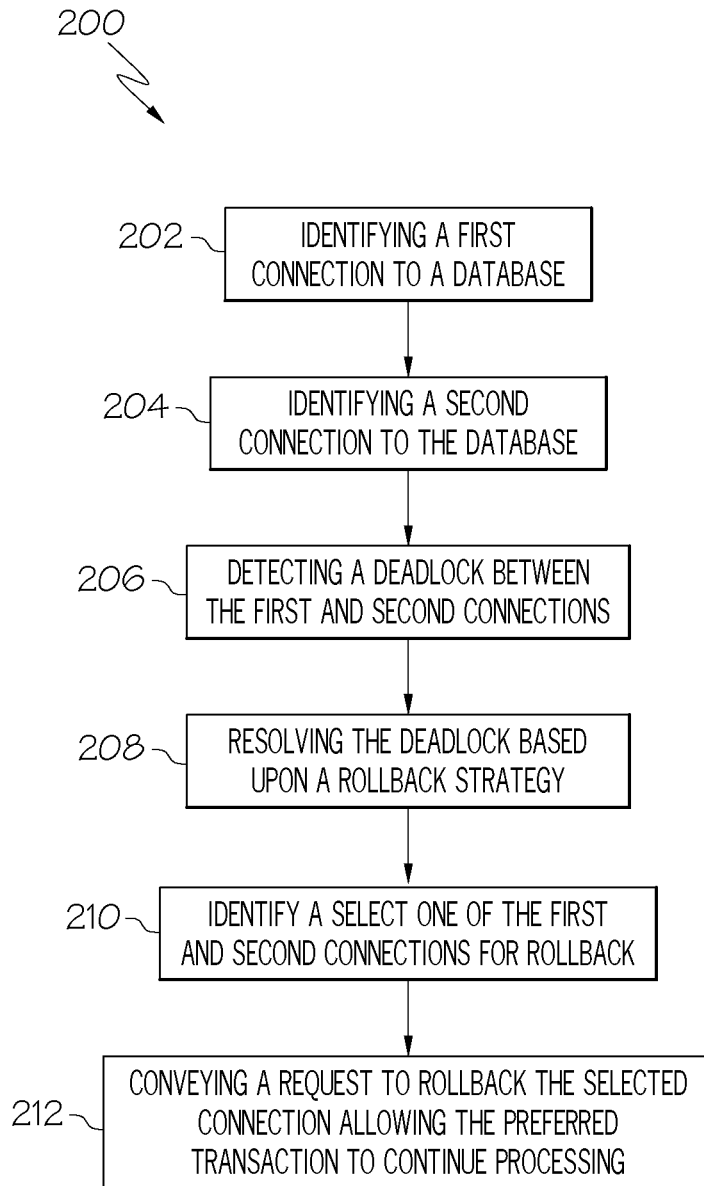 200
202
IDENTIFYING A FIRST
CONNECTION TO A DATABASE
204
IDENTIFYING A SECOND
CONNECTION TO THE DATABASE
206
DETECTING A DEADLOCK BETWEEN
THE FIRST AND SECOND CONNECTIONS
208
RESOLVING THE DEADLOCK BASED
UPON A ROLLBACK STRATEGY
210
IDENTIFY A SELECT ONE OF THE FIRST
AND SECOND CONNECTIONS FOR ROLLBACK
212
CONVEYING A REQUEST TO ROLLBACK THE SELECTED
CONNECTION ALLOWING THE PREFERRED
TRANSACTION TO CONTINUE PROCESSING